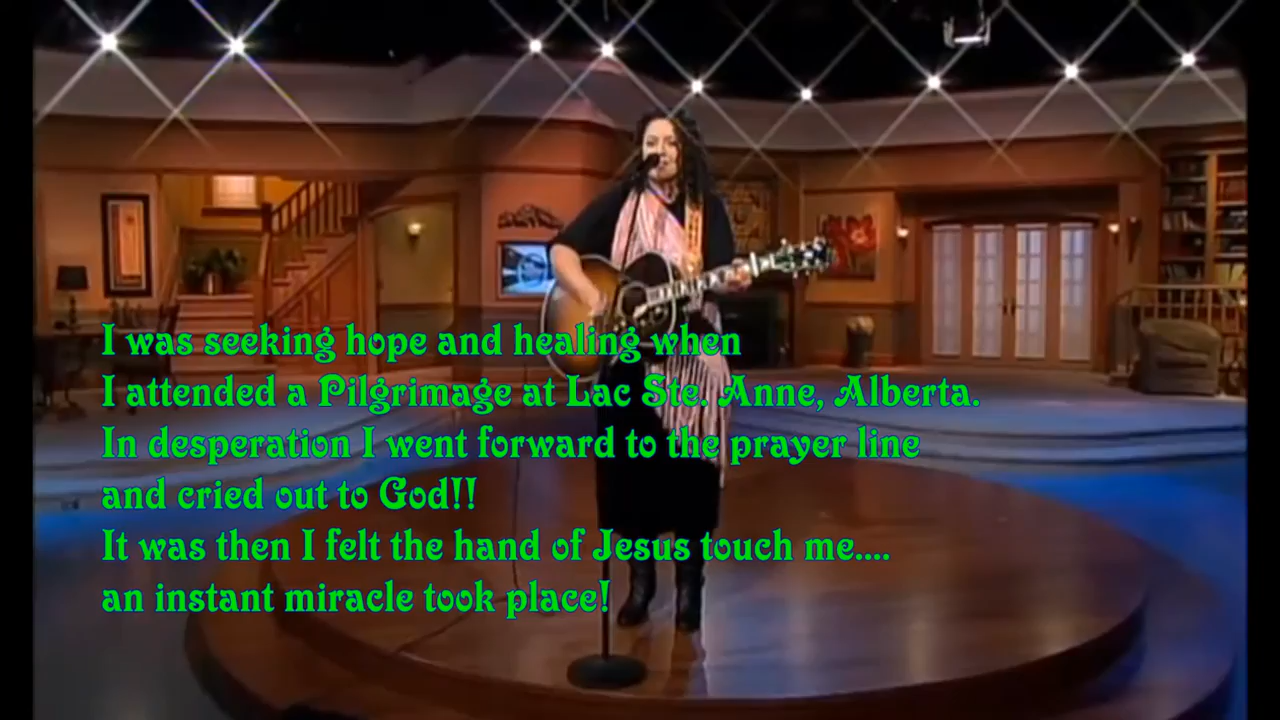 I was seeking hope and healing when
I attended a Pilgrimage at Lac Ste. Anne, Alberta.
In desperation I went forward to the prayer line
and cried out to God!!
It was then I felt the hand of Jesus touch me....
an instant miracle took place!